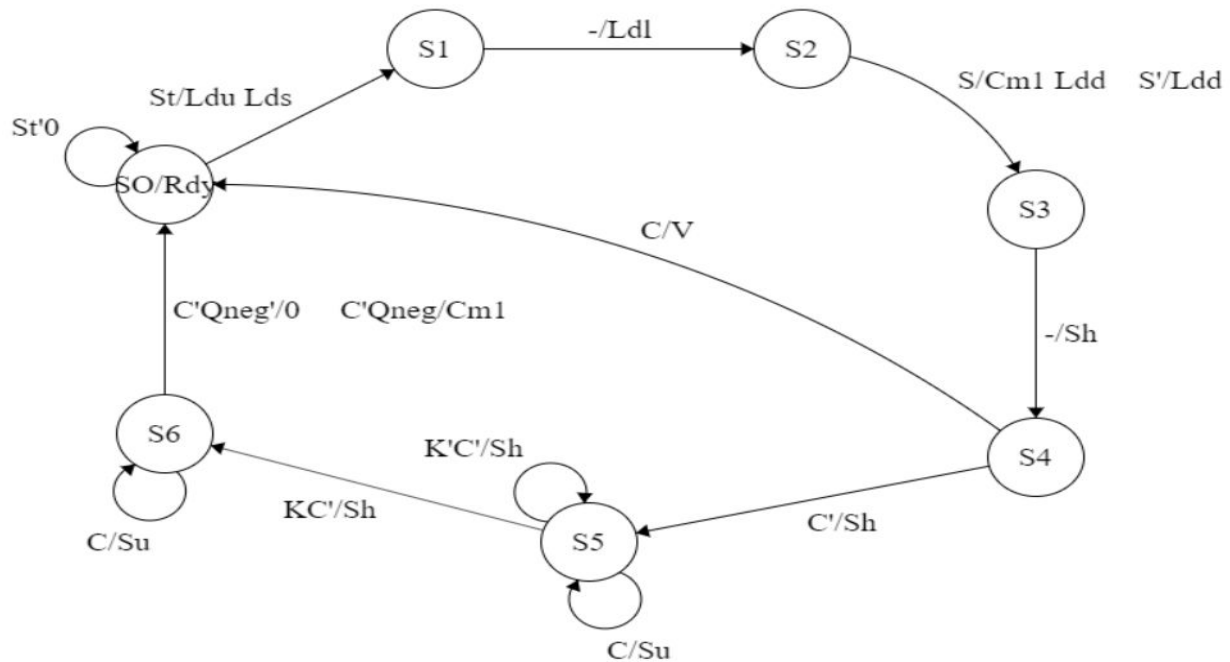 S1
-/Ldl
S2
S/Cm1 Ldd S'/Ldd
St/Ldu Lds
St'0
SO/Rdy
S3
C/V
C'Qneg'/0 C'Qneg/Cm1
-/Sh
S6
K'C'/Sh
S4
KC'/Sh
C'/Sh
C/Su
S5
C/Su